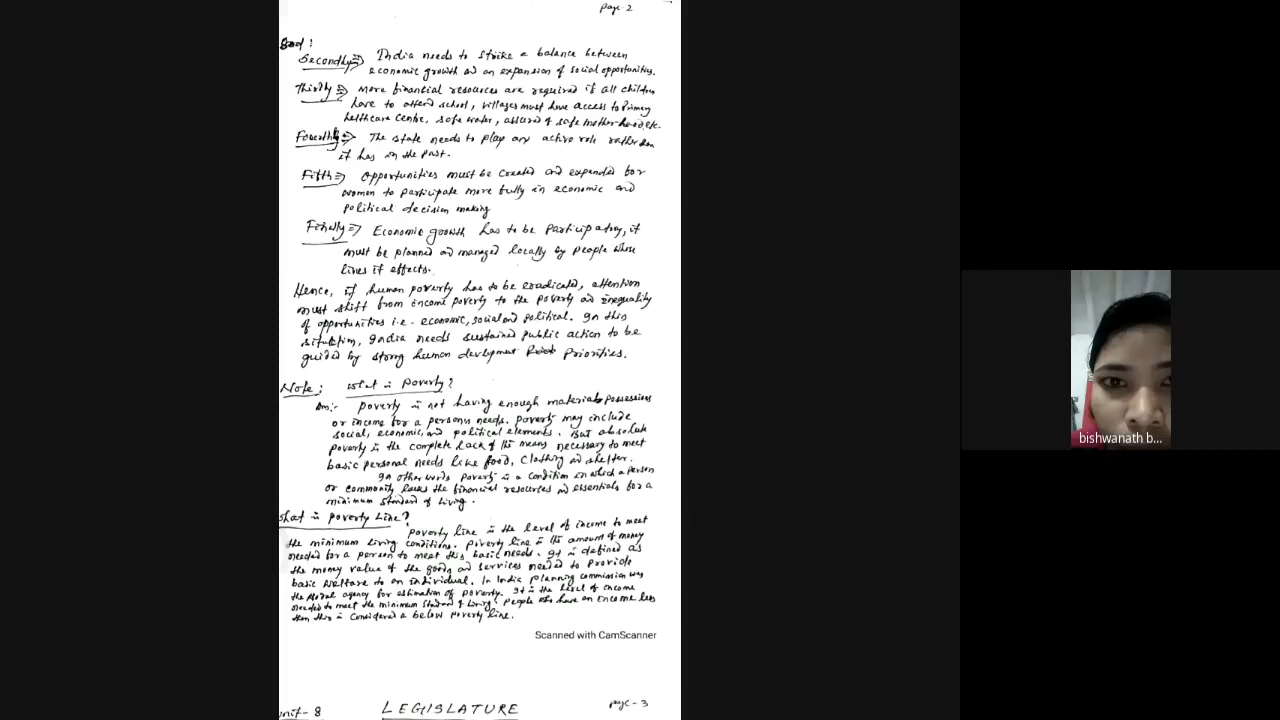 Page 2
Secondly => India needs to strike a balance between
economic growth and an expansion of social opportunities.
Thirdly => More financial resources are required if all children
have to attend school, villages must have access to Primary
healthcare centre, safe water, assured of safe motherhood, etc.
Fourthly => The state needs to play an active role rather than
it has in the past.
Fifth => Opportunities must be created and expanded for
women to participate more fully in economic and
political decision making
Finally => Economic growth has to be participatory, it
must be planned and managed locally by people whose
lives it effects.
Hence, if human poverty has to be eradicated, attention
must shift from income poverty to the poverty and inequality
of opportunities i.e - economic, social and political. In this
situation, India needs sustained public action to be
guided by strong human devlopment Priorities.
Note: What is Poverty?
Ans:- Poverty is not having enough material possessions
or income for a persons needs. Poverty may include
social, economic, and political elements. But absolute
poverty is the complete lack of the means necessary to meet
basic personal needs like food, clothing and shelter.
In other words Poverty is a condition in which a person
or community lacks the financial resources and essentials for a
minimum standard of living.
What is poverty Line?
Poverty line is the level of income to meet
the minimum living conditions. Poverty line is the amount of money
needed for a person to meet this basic needs. It is defined as
the money value of the goods and services needed to provide
basic welfare to an individual. In India planning commission was
the Nodal agency for estimation of poverty. It is the level of income
needed to meet the minimum standard of living. People who have an income less
than this is considered a below poverty line.
Scanned with CamScanner
Unit - 8 LEGISLATURE Page - 3
bishwanath b...